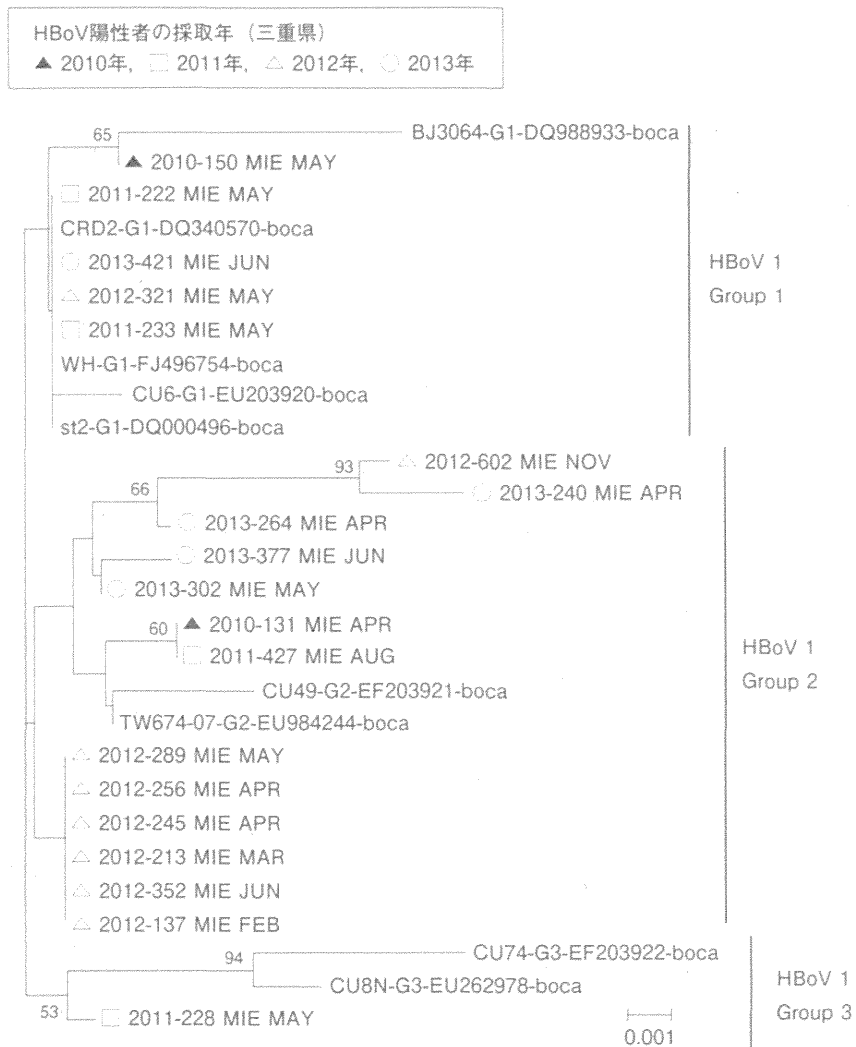 HBoV陽性者の採取年（三重県）
▲ 2010年, □ 2011年, △ 2012年, ○ 2013年
65
BJ3064-G1-DQ988933-boca
▲ 2010-150 MIE MAY
□ 2011-222 MIE MAY
CRD2-G1-DQ340570-boca
○ 2013-421 MIE JUN
△ 2012-321 MIE MAY
□ 2011-233 MIE MAY
WH-G1-FJ496754-boca
CU6-G1-EU203920-boca
st2-G1-DQ000496-boca
HBoV 1
Group 1
93
△ 2012-602 MIE NOV
66
○ 2013-240 MIE APR
○ 2013-264 MIE APR
○ 2013-377 MIE JUN
○ 2013-302 MIE MAY
60
▲ 2010-131 MIE APR
□ 2011-427 MIE AUG
CU49-G2-EF203921-boca
TW674-07-G2-EU984244-boca
△ 2012-289 MIE MAY
△ 2012-256 MIE APR
△ 2012-245 MIE APR
△ 2012-213 MIE MAR
△ 2012-352 MIE JUN
△ 2012-137 MIE FEB
HBoV 1
Group 2
94
CU74-G3-EF203922-boca
CU8N-G3-EU262978-boca
53
□ 2011-228 MIE MAY
HBoV 1
Group 3
0.001